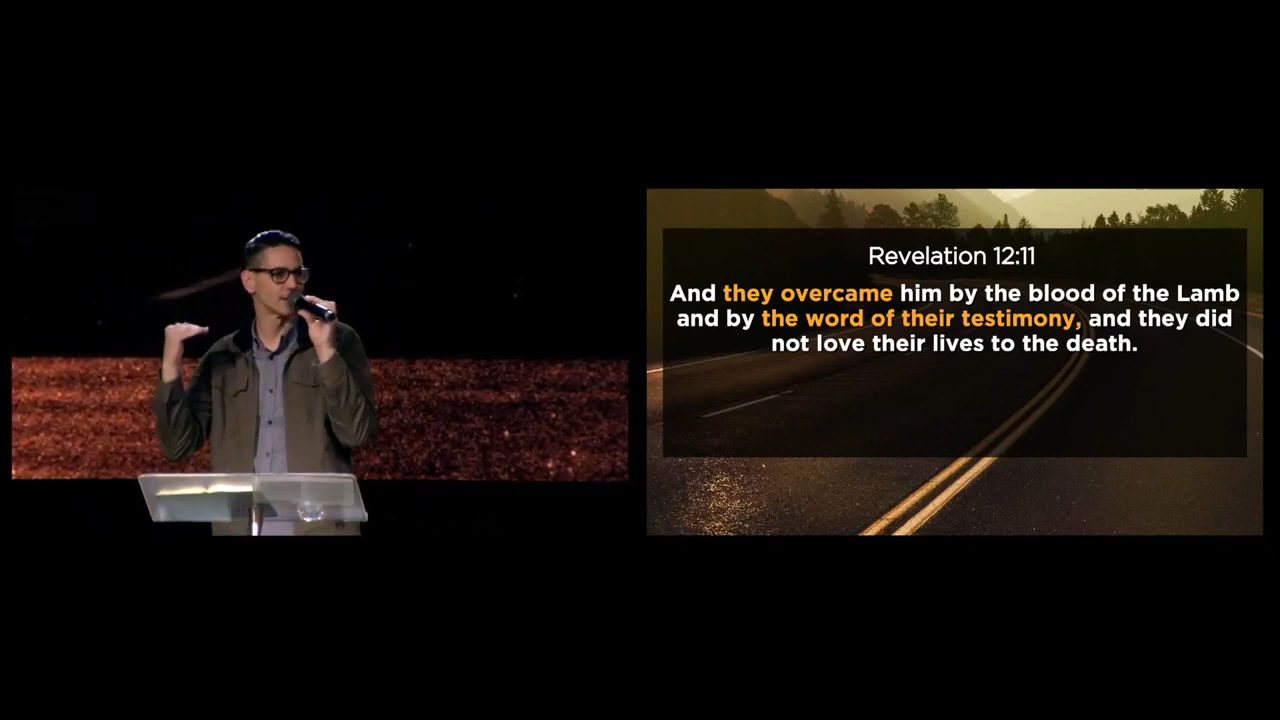 Revelation 12:11
And they overcame him by the blood of the Lamb
and by the word of their testimony, and they did
not love their lives to the death.